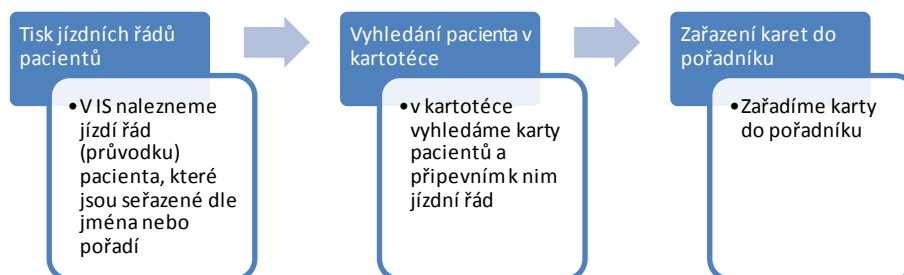 Tisk jízdních řádů
pacientů
•V IS nalezneme
jízdí řád
(průvodku)
pacienta, které
jsou seřazené dle
jména nebo
pořadí
Vyhledání pacienta v
kartotéce
•v kartotéce
vyhledáme karty
pacientů a
připevním k nim
jízdní řád
Zařazení karet do
pořadníku
•Zařadíme karty
do pořadníku